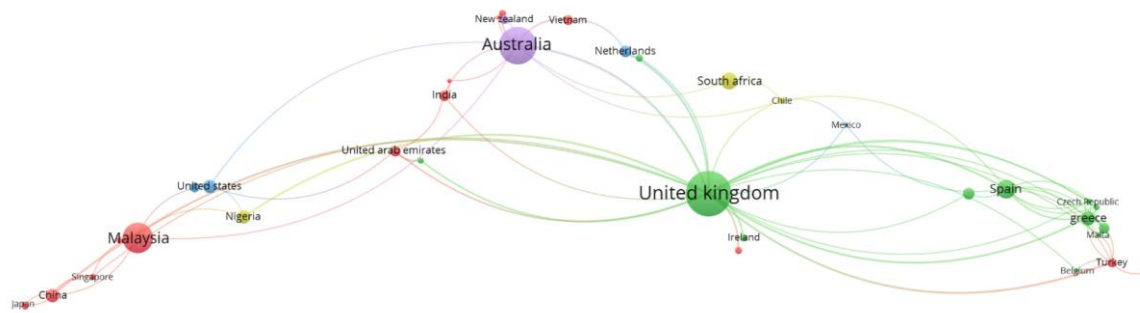 New zealand
Vietnam
Australia
Netherlands
South africa
India
Chile
Mexico
United arab emirates
United states
United kingdom
Spain
Czech Republic
Nigeria
greece
Malaysia
Ireland
Malta
Singapore
Belgium
Turkey
China
Japan